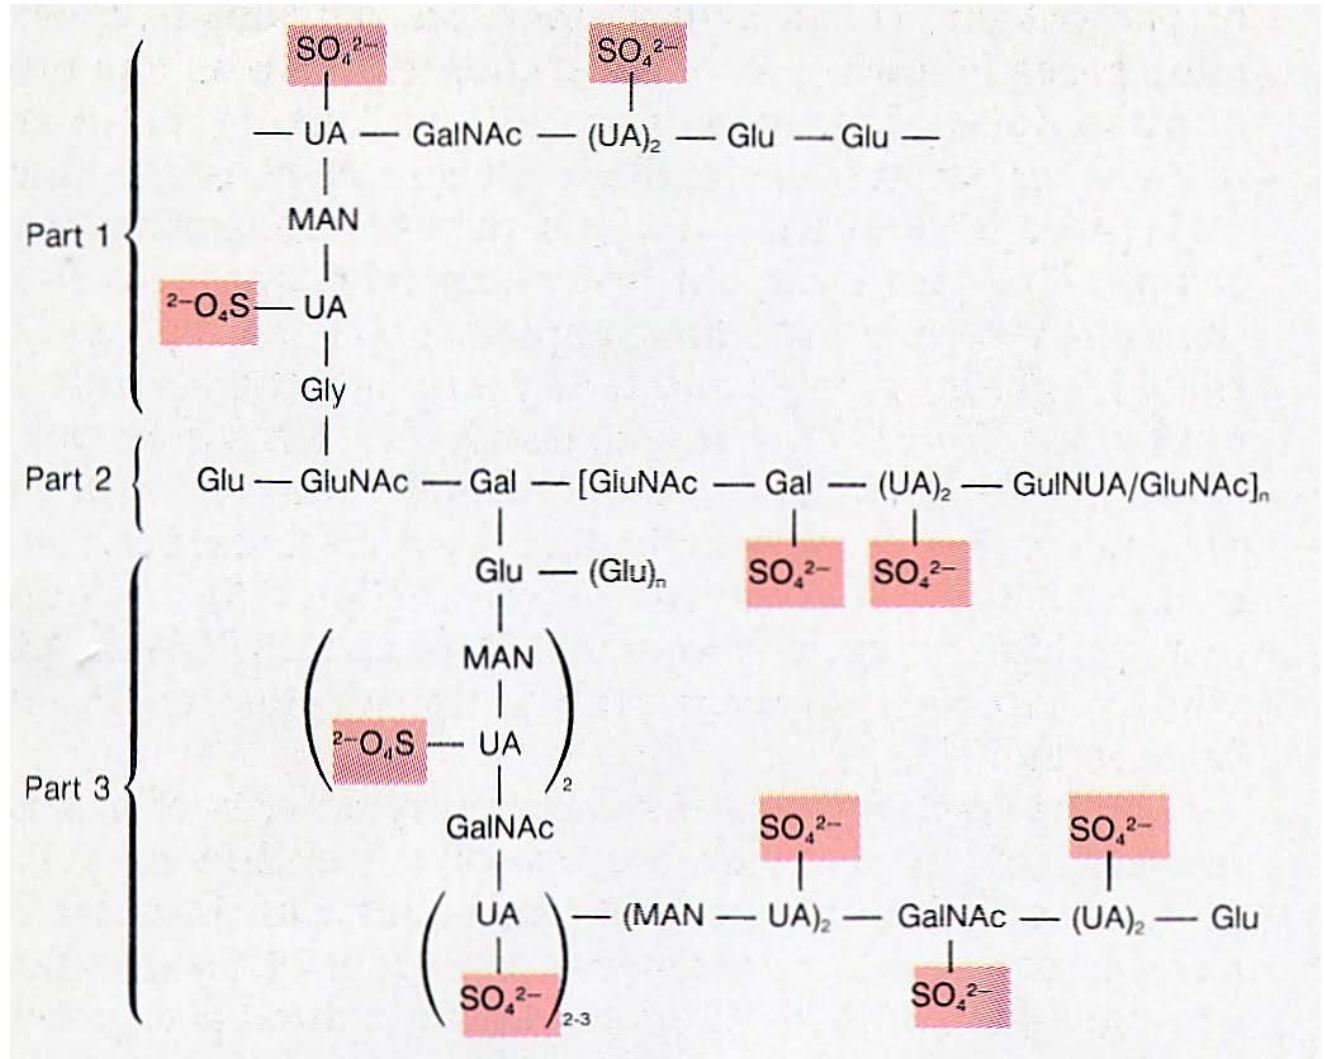 SO₄²⁻ SO₄²⁻
— UA — GalNAc — (UA)₂ — Glu — Glu —
MAN
Part 1
²⁻O₄S — UA
Gly
Part 2 Glu — GluNAc — Gal — [GluNAc — Gal — (UA)₂ — GulNUA/GluNAc]ₙ
Glu — (Glu)ₙ SO₄²⁻ SO₄²⁻
MAN
(²⁻O₄S — UA)₂
Part 3
GalNAc SO₄²⁻ SO₄²⁻
(UA) — (MAN — UA)₂ — GalNAc — (UA)₂ — Glu
SO₄²⁻ 2-3 SO₄²⁻